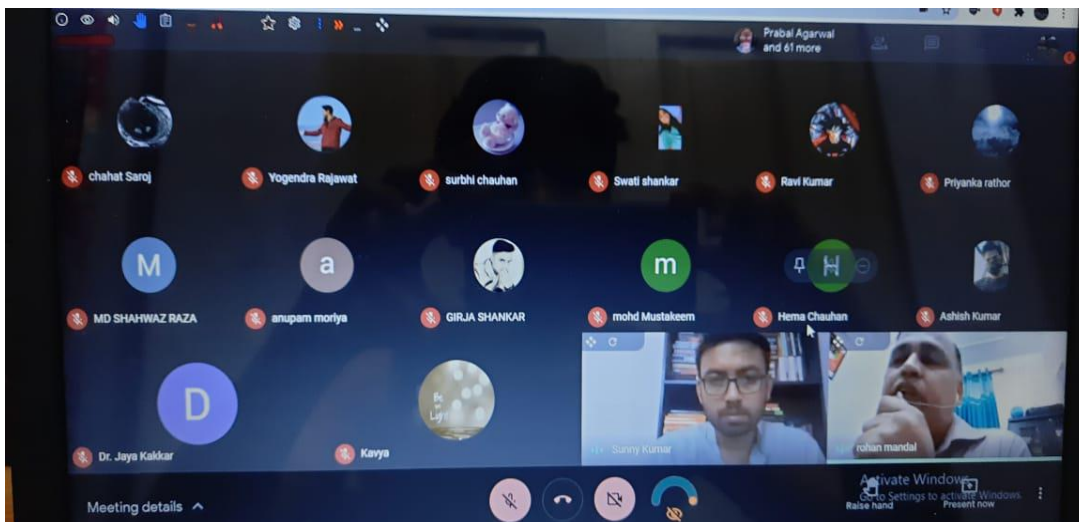 Prabal Agarwal
and 61 more
chahat Saroj
Yogendra Rajawat
surbhi chauhan
Swati shankar
Ravi Kumar
Priyanka rathor
M
a
m
H
MD SHAHWAZ RAZA
anupam moriya
GIRJA SHANKAR
mohd Mustakeem
Hema Chauhan
Ashish Kumar
D
Be
Dr. Jaya Kakkar
Kavya
Sunny Kumar
rohan mandal
Activate Windows
Go to Settings to activate Windows.
Meeting details
Raise hand
Present now